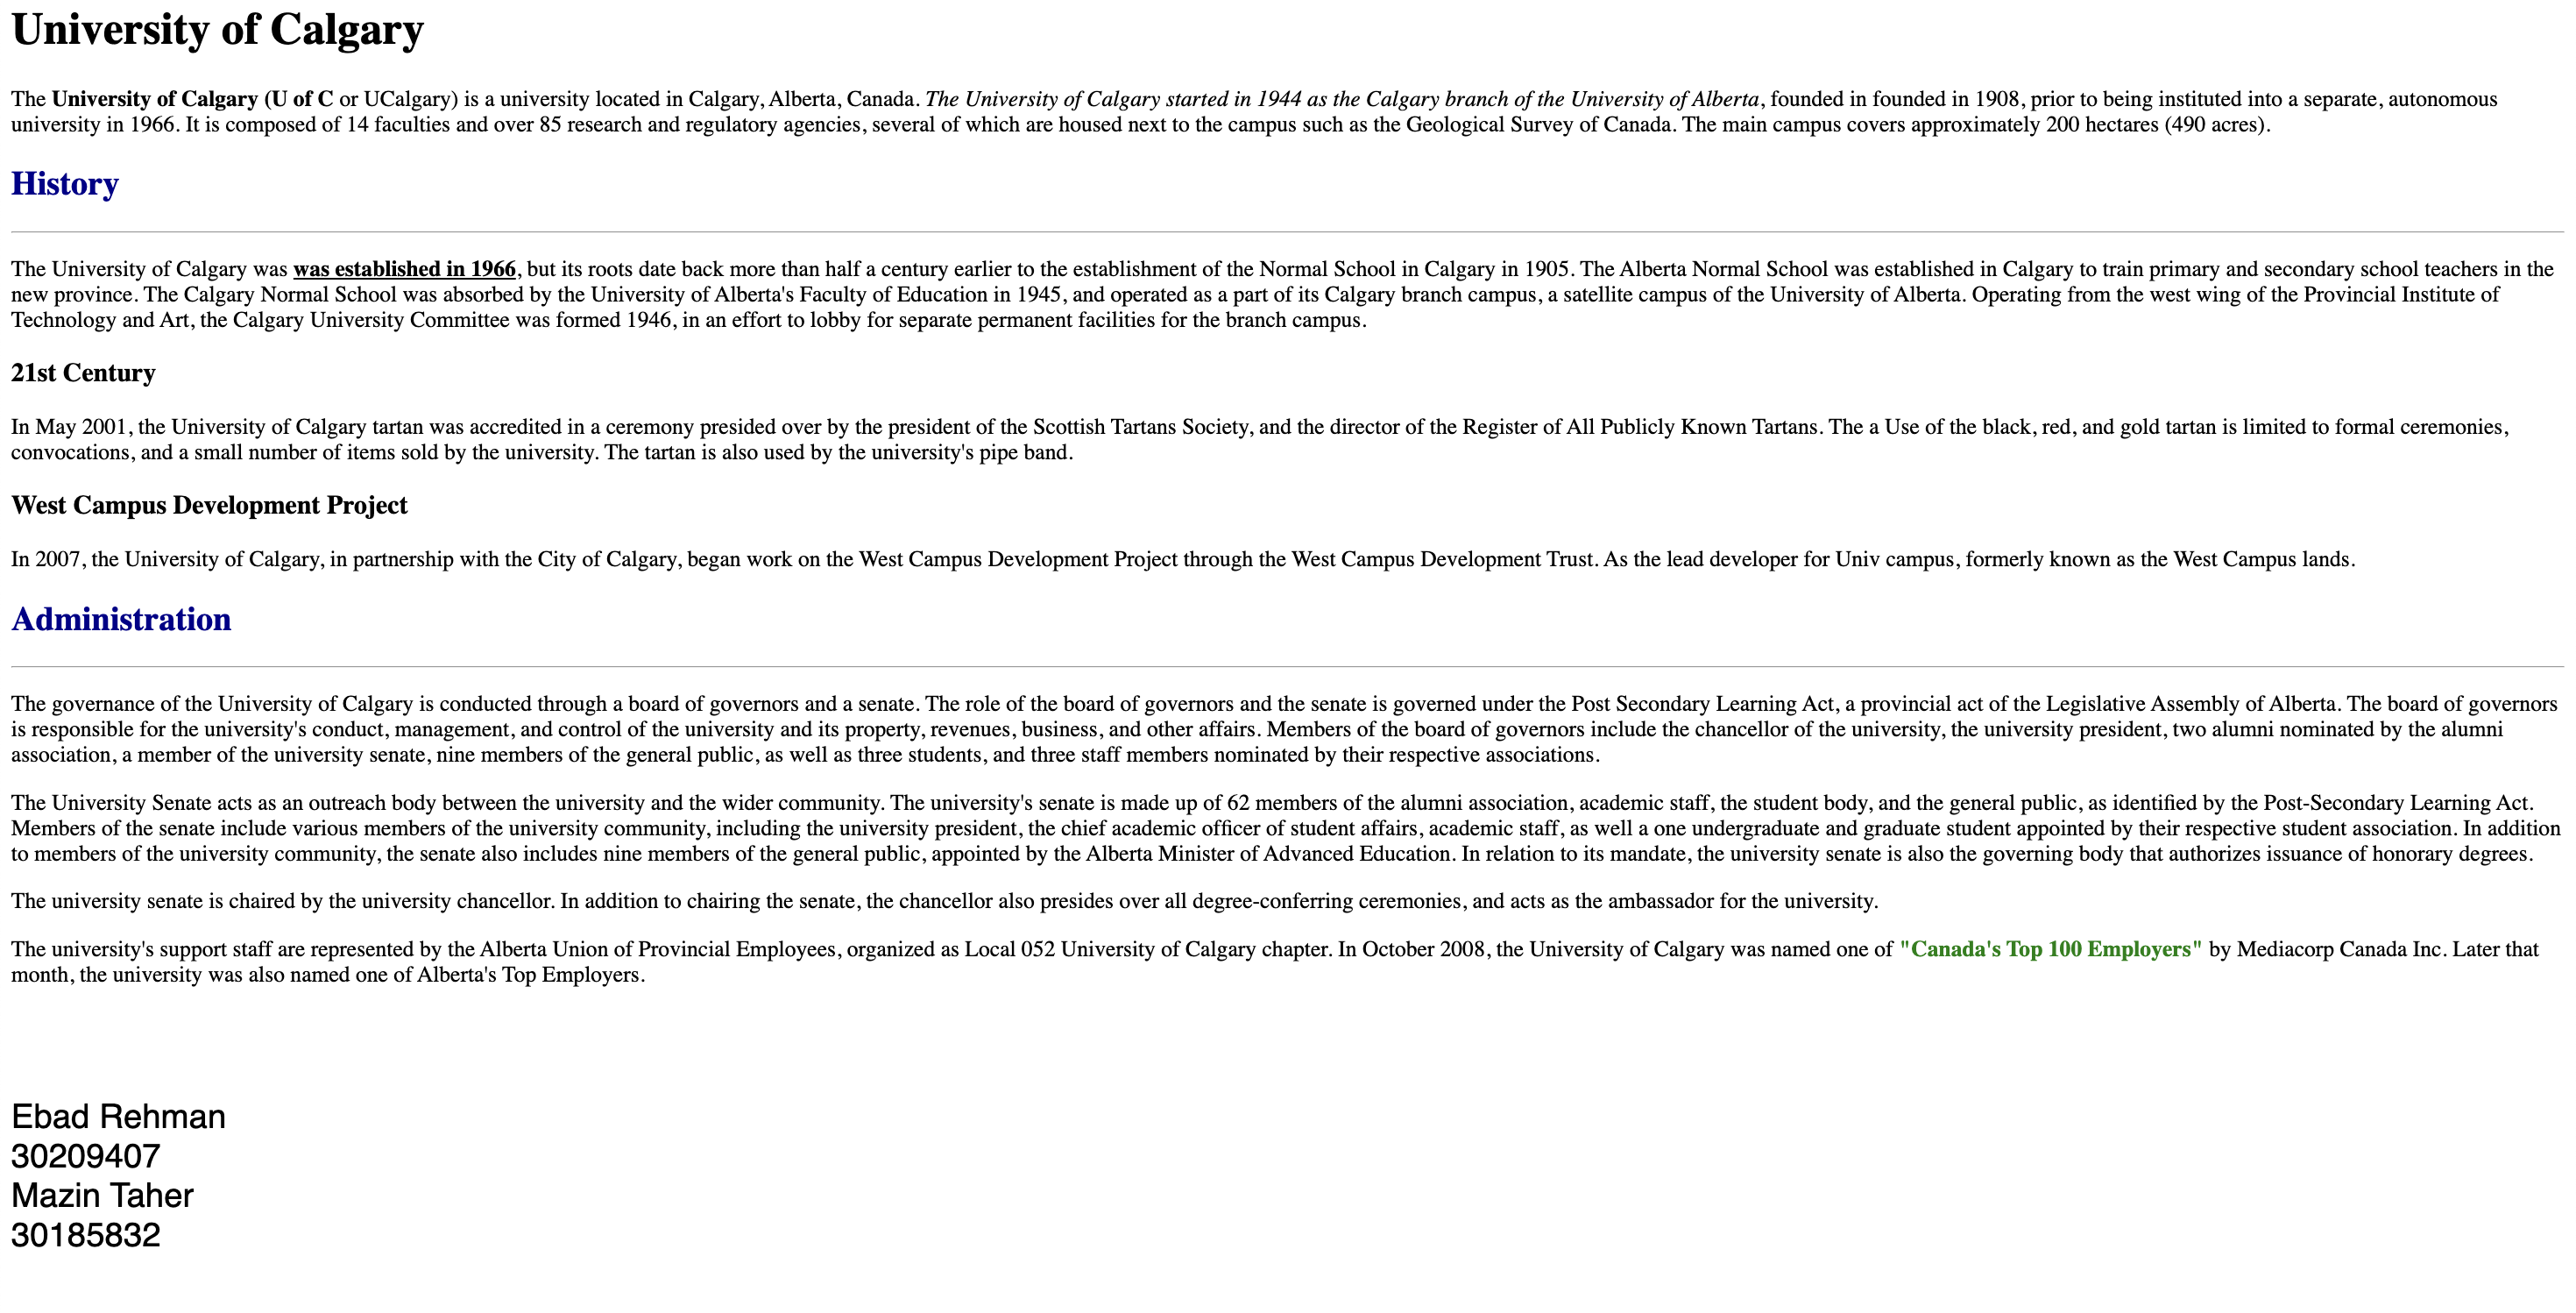 University of Calgary
The University of Calgary (U of C or UCalgary) is a university located in Calgary, Alberta, Canada. The University of Calgary started in 1944 as the Calgary branch of the University of Alberta, founded in founded in 1908, prior to being instituted into a separate, autonomous
university in 1966. It is composed of 14 faculties and over 85 research and regulatory agencies, several of which are housed next to the campus such as the Geological Survey of Canada. The main campus covers approximately 200 hectares (490 acres).
History
The University of Calgary was was established in 1966, but its roots date back more than half a century earlier to the establishment of the Normal School in Calgary in 1905. The Alberta Normal School was established in Calgary to train primary and secondary school teachers in the
new province. The Calgary Normal School was absorbed by the University of Alberta's Faculty of Education in 1945, and operated as a part of its Calgary branch campus, a satellite campus of the University of Alberta. Operating from the west wing of the Provincial Institute of
Technology and Art, the Calgary University Committee was formed 1946, in an effort to lobby for separate permanent facilities for the branch campus.
21st Century
In May 2001, the University of Calgary tartan was accredited in a ceremony presided over by the president of the Scottish Tartans Society, and the director of the Register of All Publicly Known Tartans. The a Use of the black, red, and gold tartan is limited to formal ceremonies,
convocations, and a small number of items sold by the university. The tartan is also used by the university's pipe band.
West Campus Development Project
In 2007, the University of Calgary, in partnership with the City of Calgary, began work on the West Campus Development Project through the West Campus Development Trust. As the lead developer for Univ campus, formerly known as the West Campus lands.
Administration
The governance of the University of Calgary is conducted through a board of governors and a senate. The role of the board of governors and the senate is governed under the Post Secondary Learning Act, a provincial act of the Legislative Assembly of Alberta. The board of governors
is responsible for the university's conduct, management, and control of the university and its property, revenues, business, and other affairs. Members of the board of governors include the chancellor of the university, the university president, two alumni nominated by the alumni
association, a member of the university senate, nine members of the general public, as well as three students, and three staff members nominated by their respective associations.
The University Senate acts as an outreach body between the university and the wider community. The university's senate is made up of 62 members of the alumni association, academic staff, the student body, and the general public, as identified by the Post-Secondary Learning Act.
Members of the senate include various members of the university community, including the university president, the chief academic officer of student affairs, academic staff, as well a one undergraduate and graduate student appointed by their respective student association. In addition
to members of the university community, the senate also includes nine members of the general public, appointed by the Alberta Minister of Advanced Education. In relation to its mandate, the university senate is also the governing body that authorizes issuance of honorary degrees.
The university senate is chaired by the university chancellor. In addition to chairing the senate, the chancellor also presides over all degree-conferring ceremonies, and acts as the ambassador for the university.
The university's support staff are represented by the Alberta Union of Provincial Employees, organized as Local 052 University of Calgary chapter. In October 2008, the University of Calgary was named one of "Canada's Top 100 Employers" by Mediacorp Canada Inc. Later that
month, the university was also named one of Alberta's Top Employers.
Ebad Rehman
30209407
Mazin Taher
30185832